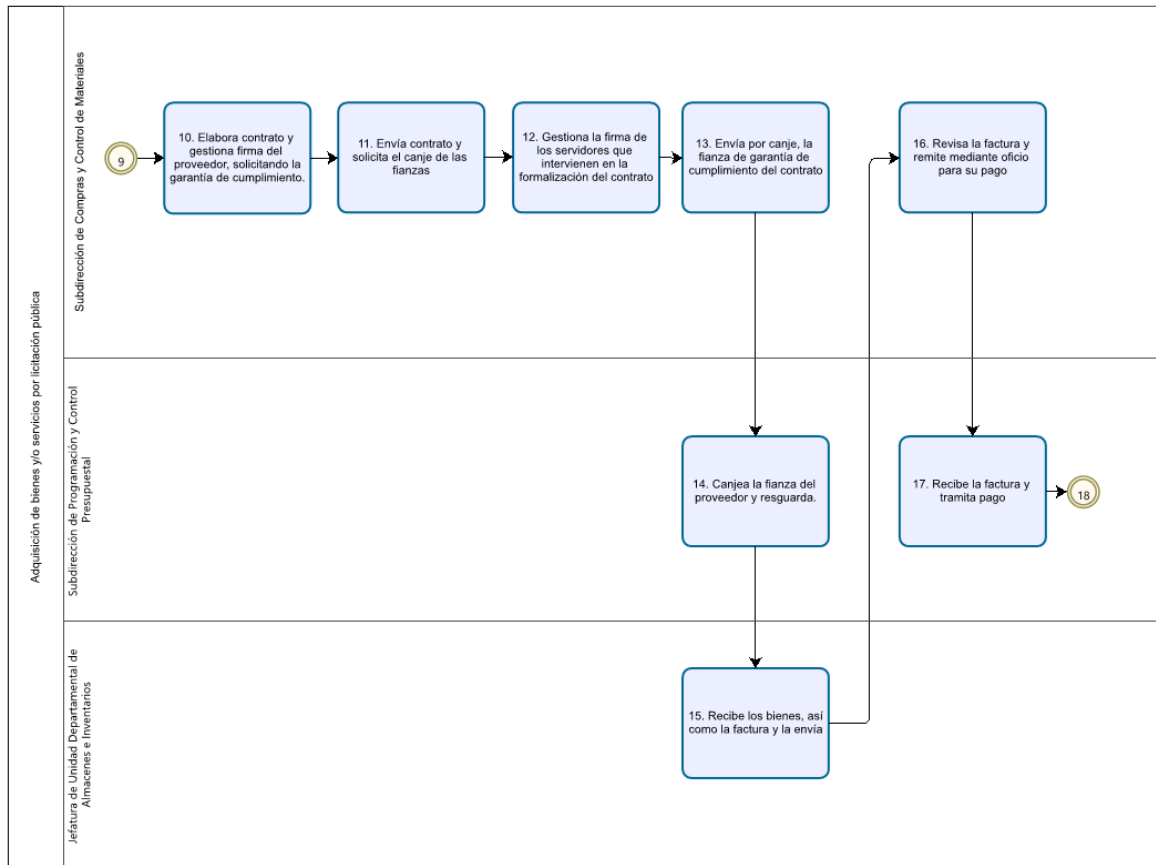 Adquisición de bienes y/o servicios por licitación pública
Subdirección de Compras y Control de Materiales
9
10. Elabora contrato y
gestiona firma del
proveedor, solicitando la
garantía de cumplimiento.
11. Envía contrato y
solicita el canje de las
fianzas
12. Gestiona la firma de
los servidores que
intervienen en la
formalización del contrato
13. Envía por canje, la
fianza de garantía de
cumplimiento del contrato
16. Revisa la factura y
remite mediante oficio
para su pago
Subdirección de Programación y Control
Presupuestal
14. Canjea la fianza del
proveedor y resguarda.
17. Recibe la factura y
tramita pago
18
Jefatura de Unidad Departamental de
Almacenes e Inventarios
15. Recibe los bienes, así
como la factura y la envía